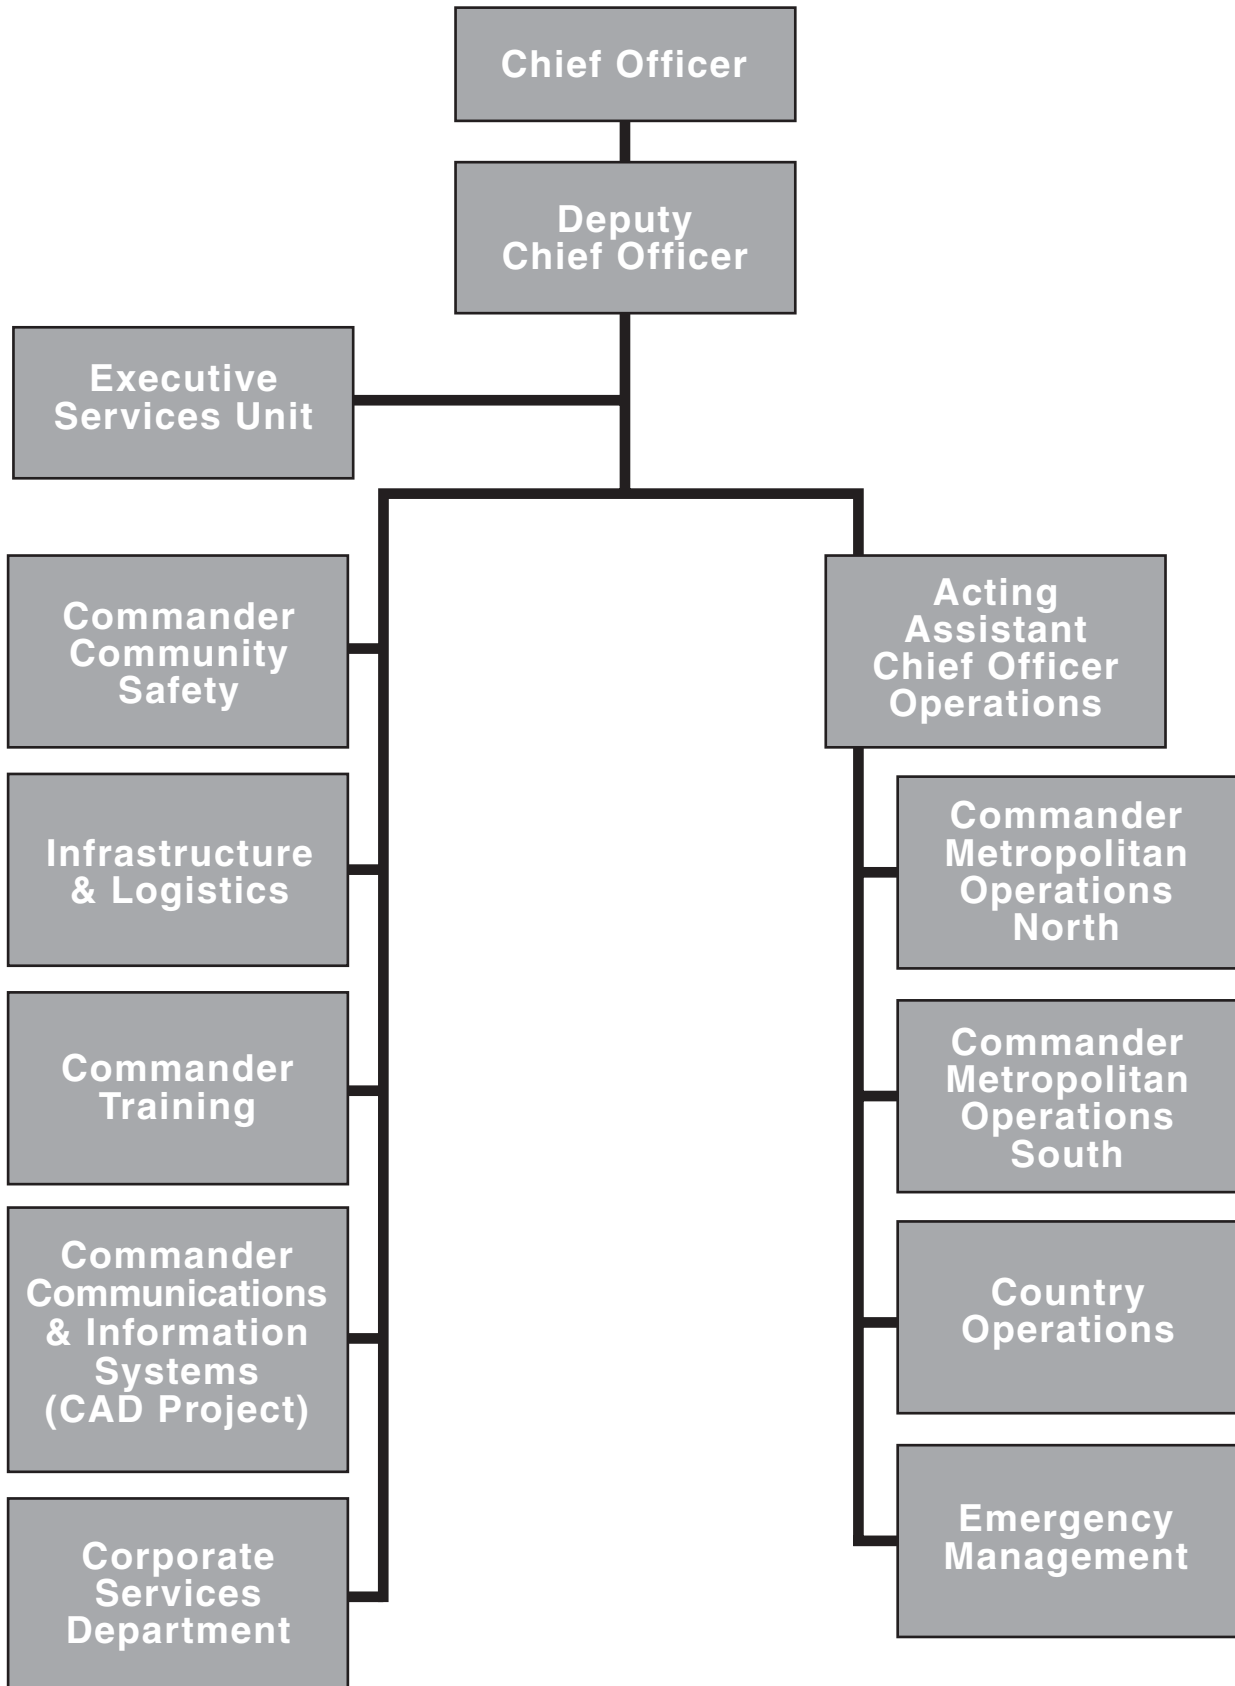 Chief Officer
Deputy
Chief Officer
Executive
Services Unit
Commander
Community
Safety
Infrastructure
& Logistics
Commander
Training
Commander
Communications
& Information
Systems
(CAD Project)
Corporate
Services
Department
Acting
Assistant
Chief Officer
Operations
Commander
Metropolitan
Operations
North
Commander
Metropolitan
Operations
South
Country
Operations
Emergency
Management